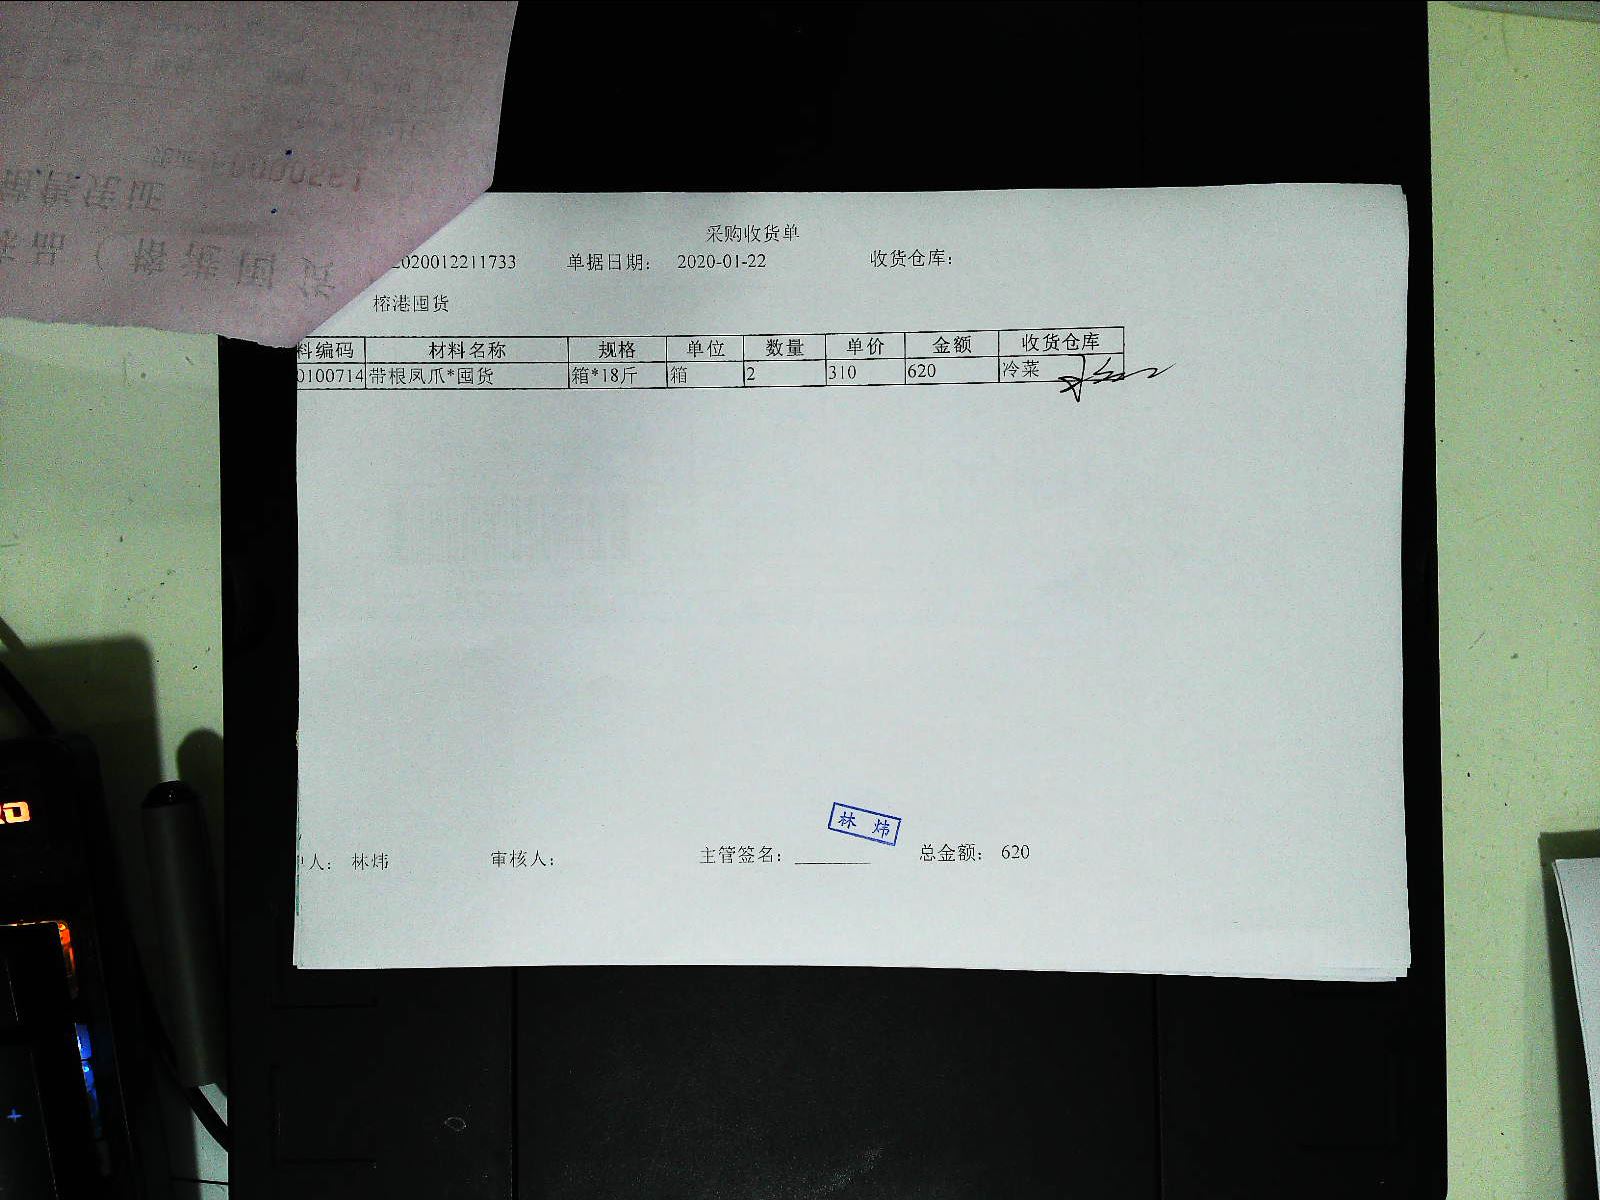 采购收货单
2020012211733 单据日期： 2020-01-22 收货仓库：
榕港囤货
料编码 材料名称 规格 单位 数量 单价 金额 收货仓库
0100714 带根凤爪*囤货 箱*18斤 箱 2 310 620 冷菜
林 炜
人： 林炜 审核人： 主管签名： 总金额： 620